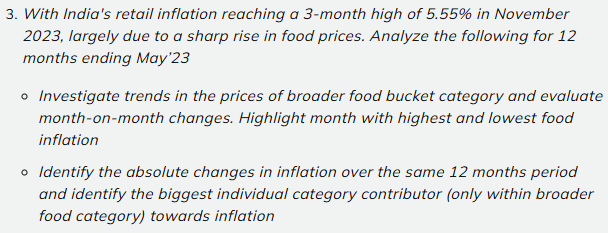 3. With India's retail inflation reaching a 3-month high of 5.55% in November
2023, largely due to a sharp rise in food prices. Analyze the following for 12
months ending May'23
○ Investigate trends in the prices of broader food bucket category and evaluate
month-on-month changes. Highlight month with highest and lowest food
inflation
○ Identify the absolute changes in inflation over the same 12 months period
and identify the biggest individual category contributor (only within broader
food category) towards inflation